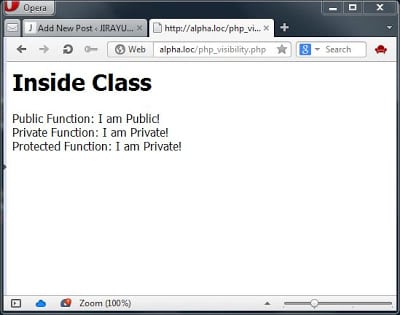 Opera
Add New Post ‹ JIRAYU...
http://alpha.loc/php_vi...
Web
alpha.loc/php_visibility.php
Search
Inside Class
Public Function: I am Public!
Private Function: I am Private!
Protected Function: I am Private!
Zoom (100%)